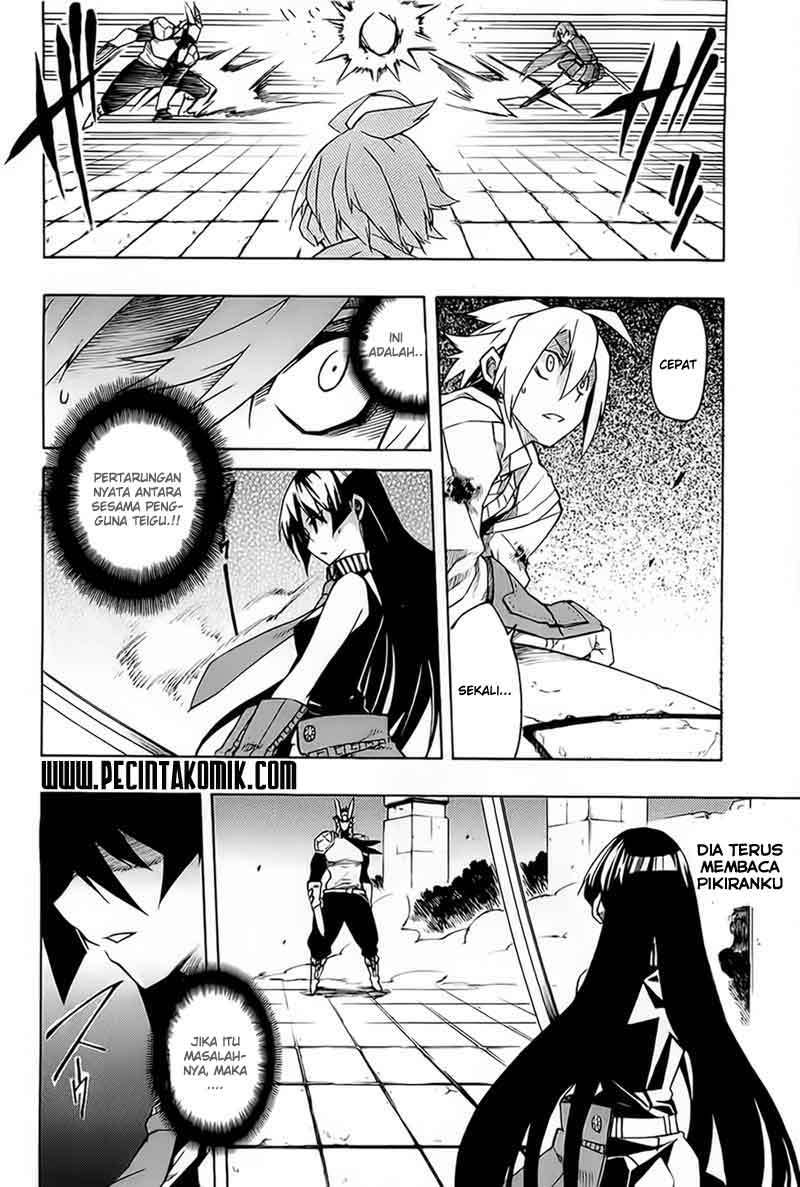 CEPAT
SEKALI...
INI
ADALAH..
PERTARUNGAN
NYATA ANTARA
SESAMA PENG-
GUNA TEIGU.!!
WWW.PECINTAKOMIK.COM
DIA TERUS
MEMBACA
PIKIRANKU
JIKA ITU
MASALAH-
NYA, MAKA
....